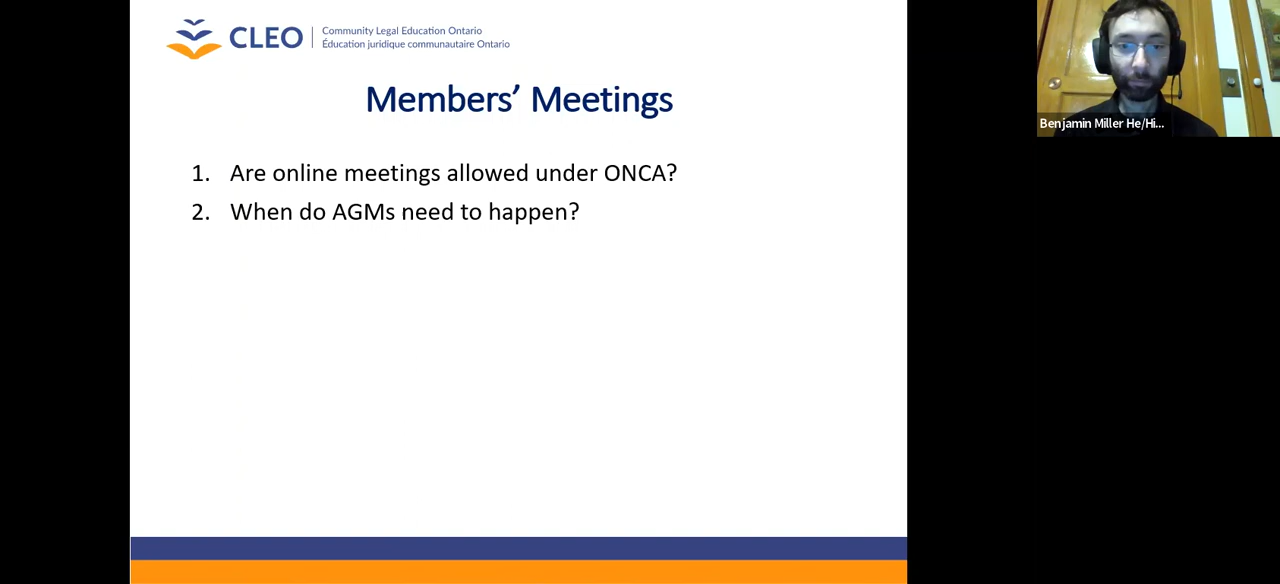 CLEO
Community Legal Education Ontario
Éducation juridique communautaire Ontario
Members’ Meetings
1. Are online meetings allowed under ONCA?
2. When do AGMs need to happen?
Benjamin Miller He/Hi...